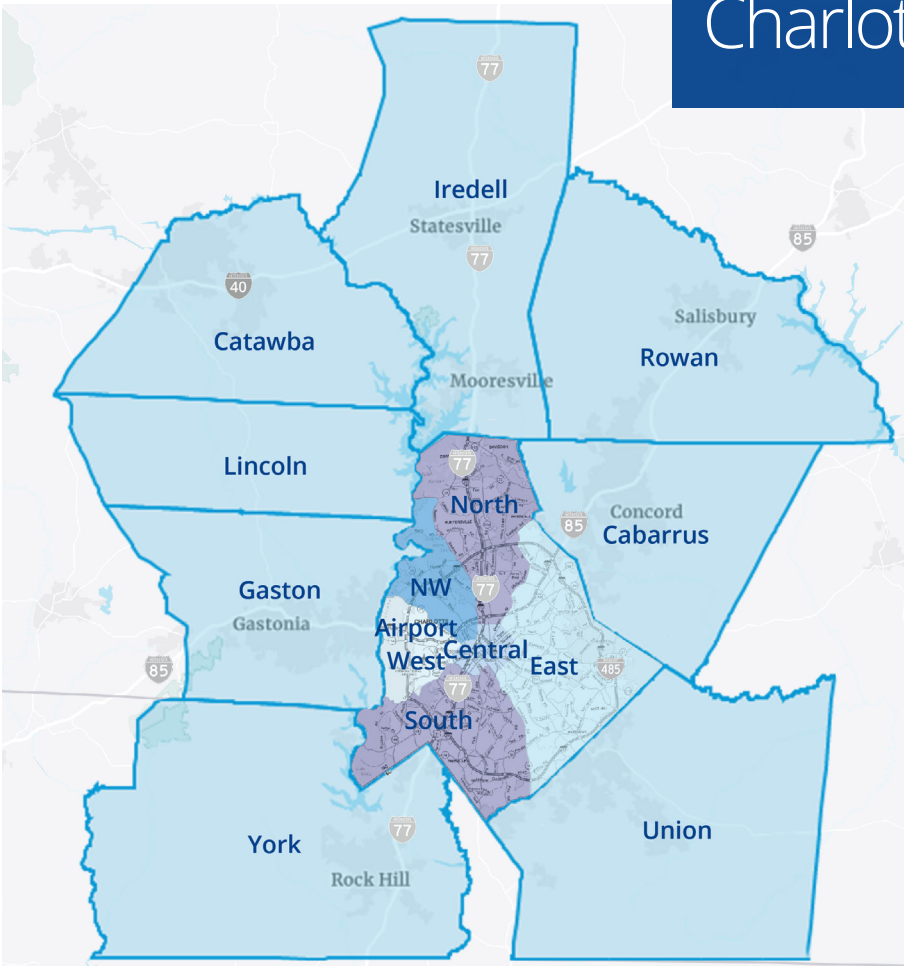 Charlot
77
Iredell
Statesville
77
85
40
Salisbury
Catawba
Rowan
Mooresville
77
Lincoln
North
Concord
85
Cabarrus
NW
77
Gaston
Gastonia
Airport
West
Central
East
85
485
77
South
York
77
Union
Rock Hill